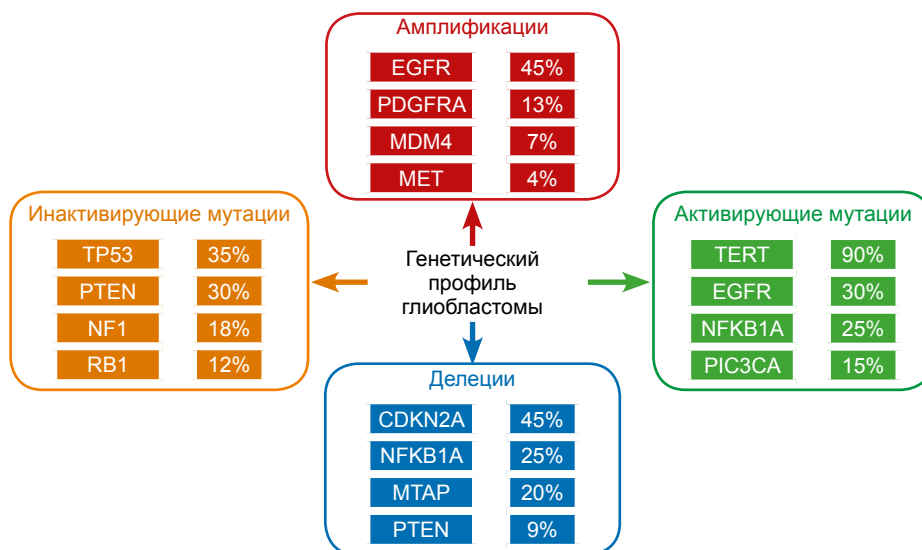 Амплификации
EGFR 45%
PDGFRA 13%
MDM4 7%
MET 4%
Инактивирующие мутации
TP53 35%
PTEN 30%
NF1 18%
RB1 12%
Генетический
профиль
глиобластомы
Активирующие мутации
TERT 90%
EGFR 30%
NFKB1A 25%
PIC3CA 15%
Делеции
CDKN2A 45%
NFKB1A 25%
MTAP 20%
PTEN 9%